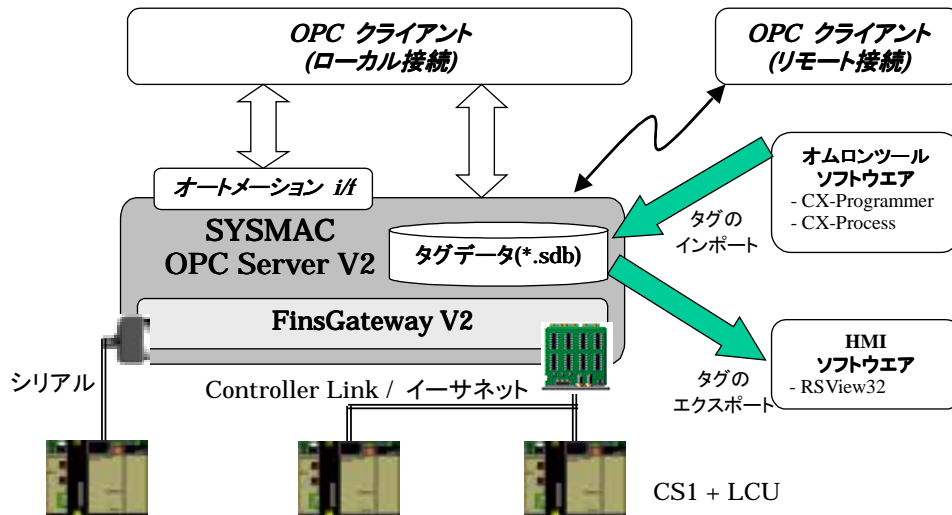 OPC クライアント
(ローカル接続)
OPC クライアント
(リモート接続)
オートメーション i/f
SYSMAC
OPC Server V2
タグデータ(*.sdb)
FinsGateway V2
タグの
インポート
オムロンツール
ソフトウエア
- CX-Programmer
- CX-Process
HMI
ソフトウエア
- RSView32
タグの
エクスポート
シリアル
Controller Link / イーサネット
CS1 + LCU